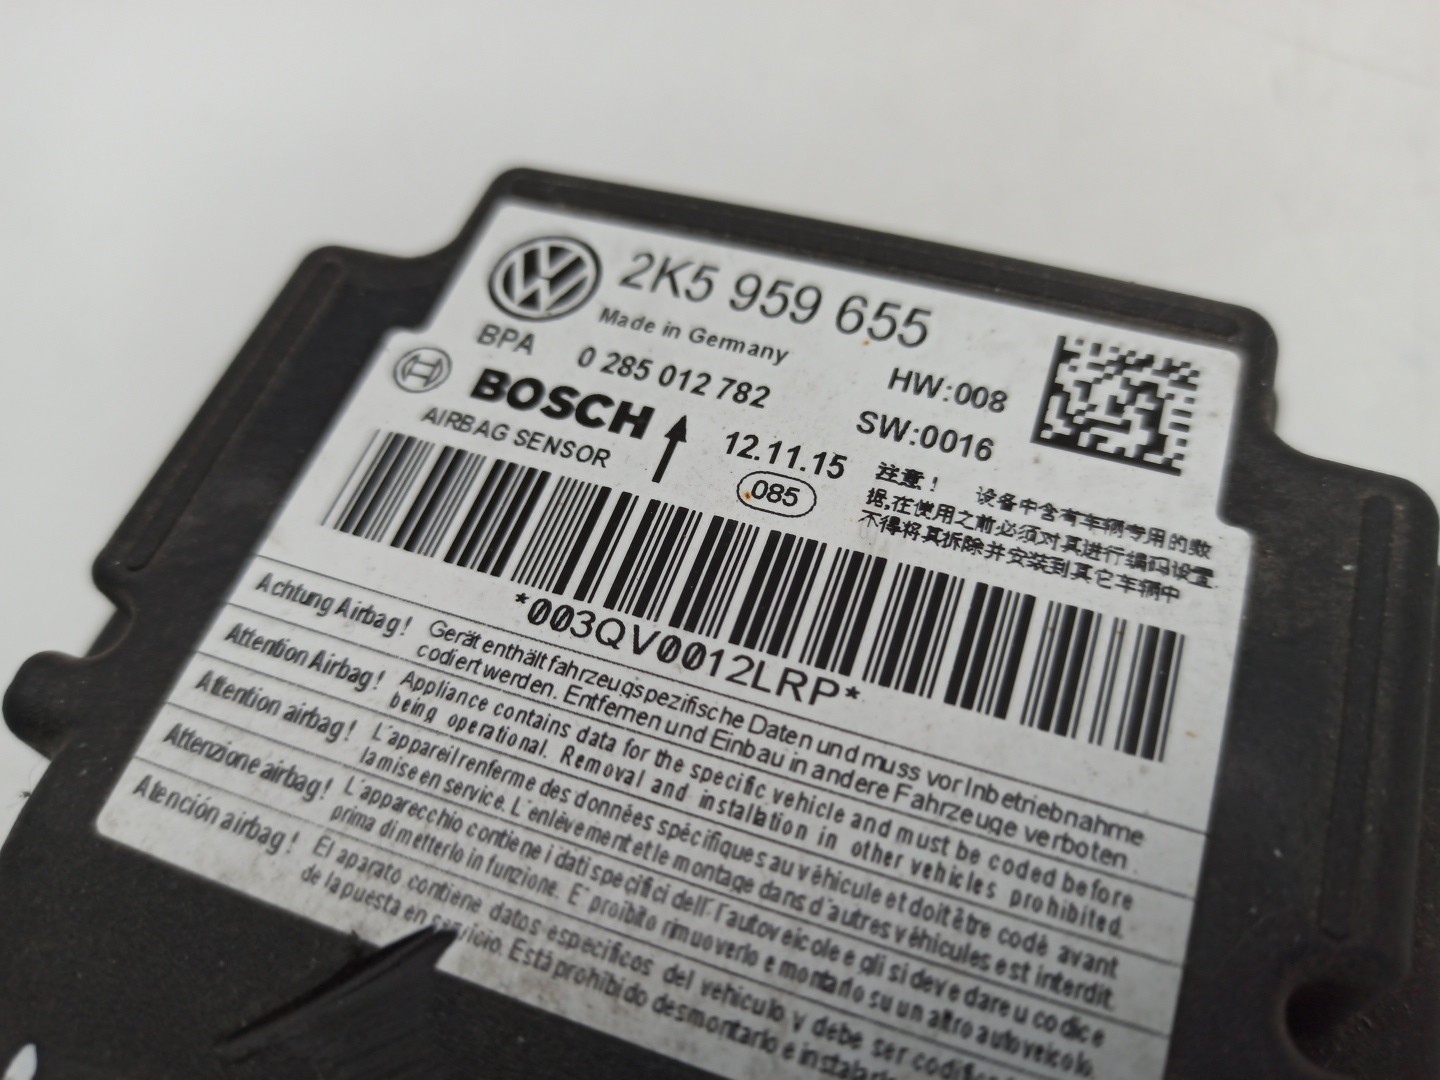 2K5 959 655
Made in Germany
BPA 0 285 012 782 HW:008
BOSCH 12.11.15 SW:0016
AIRBAG SENSOR 085
注意！ 设备中含有车辆专用的数
据,在使用之前必须对其进行编码设置.
不得将其拆除并安装到其它车辆中
*003QV0012LRP*
Achtung Airbag! Gerät enthält fahrzeugspezifische Daten und muss vor Inbetriebnahme
codiert werden. Entfernen und Einbau in andere Fahrzeuge verboten.
Attention Airbag! Appliance contains data for the specific vehicle and must be coded before
being operational. Removal and installation in other vehicles prohibited.
Attention airbag! L'appareil renferme des données spécifiques au véhicule et doit être codè avant
la mise en service. L'enlévement et le montage dans d'autres véhicules est interdit.
Attenzione airbag! L'apparecchio contiene i dati specifici dell'l'autoveicolo e gli si deve dare u codice
prima di metterlo in funzione. E' proibito rimuoverlo e montarlo su un altro autoveicolo.
Atención airbag! El aparato contiene datos específicos del vehículo y debe ser codific
de la puesta en servicio. Está prohibido desmontarlo e instalarlo